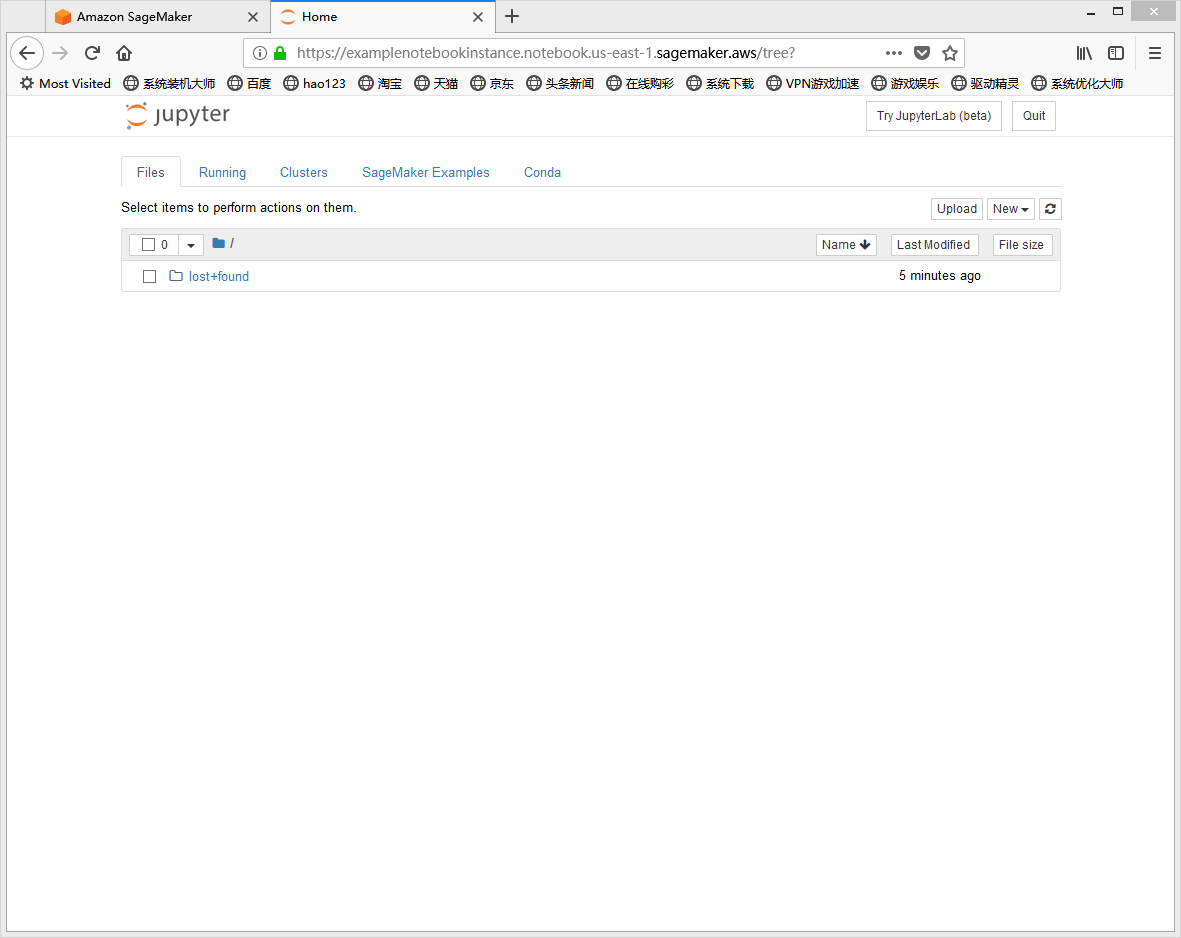 Amazon SageMaker Home
https://examplenotebookinstance.notebook.us-east-1.sagemaker.aws/tree?
Most Visited 系统装机大师 百度 hao123 淘宝 天猫 京东 头条新闻 在线购彩 系统下载 VPN游戏加速 游戏娱乐 驱动精灵 系统优化大师
jupyter Try JupyterLab (beta) Quit
Files Running Clusters SageMaker Examples Conda
Select items to perform actions on them. Upload New
0 / Name Last Modified File size
lost+found 5 minutes ago